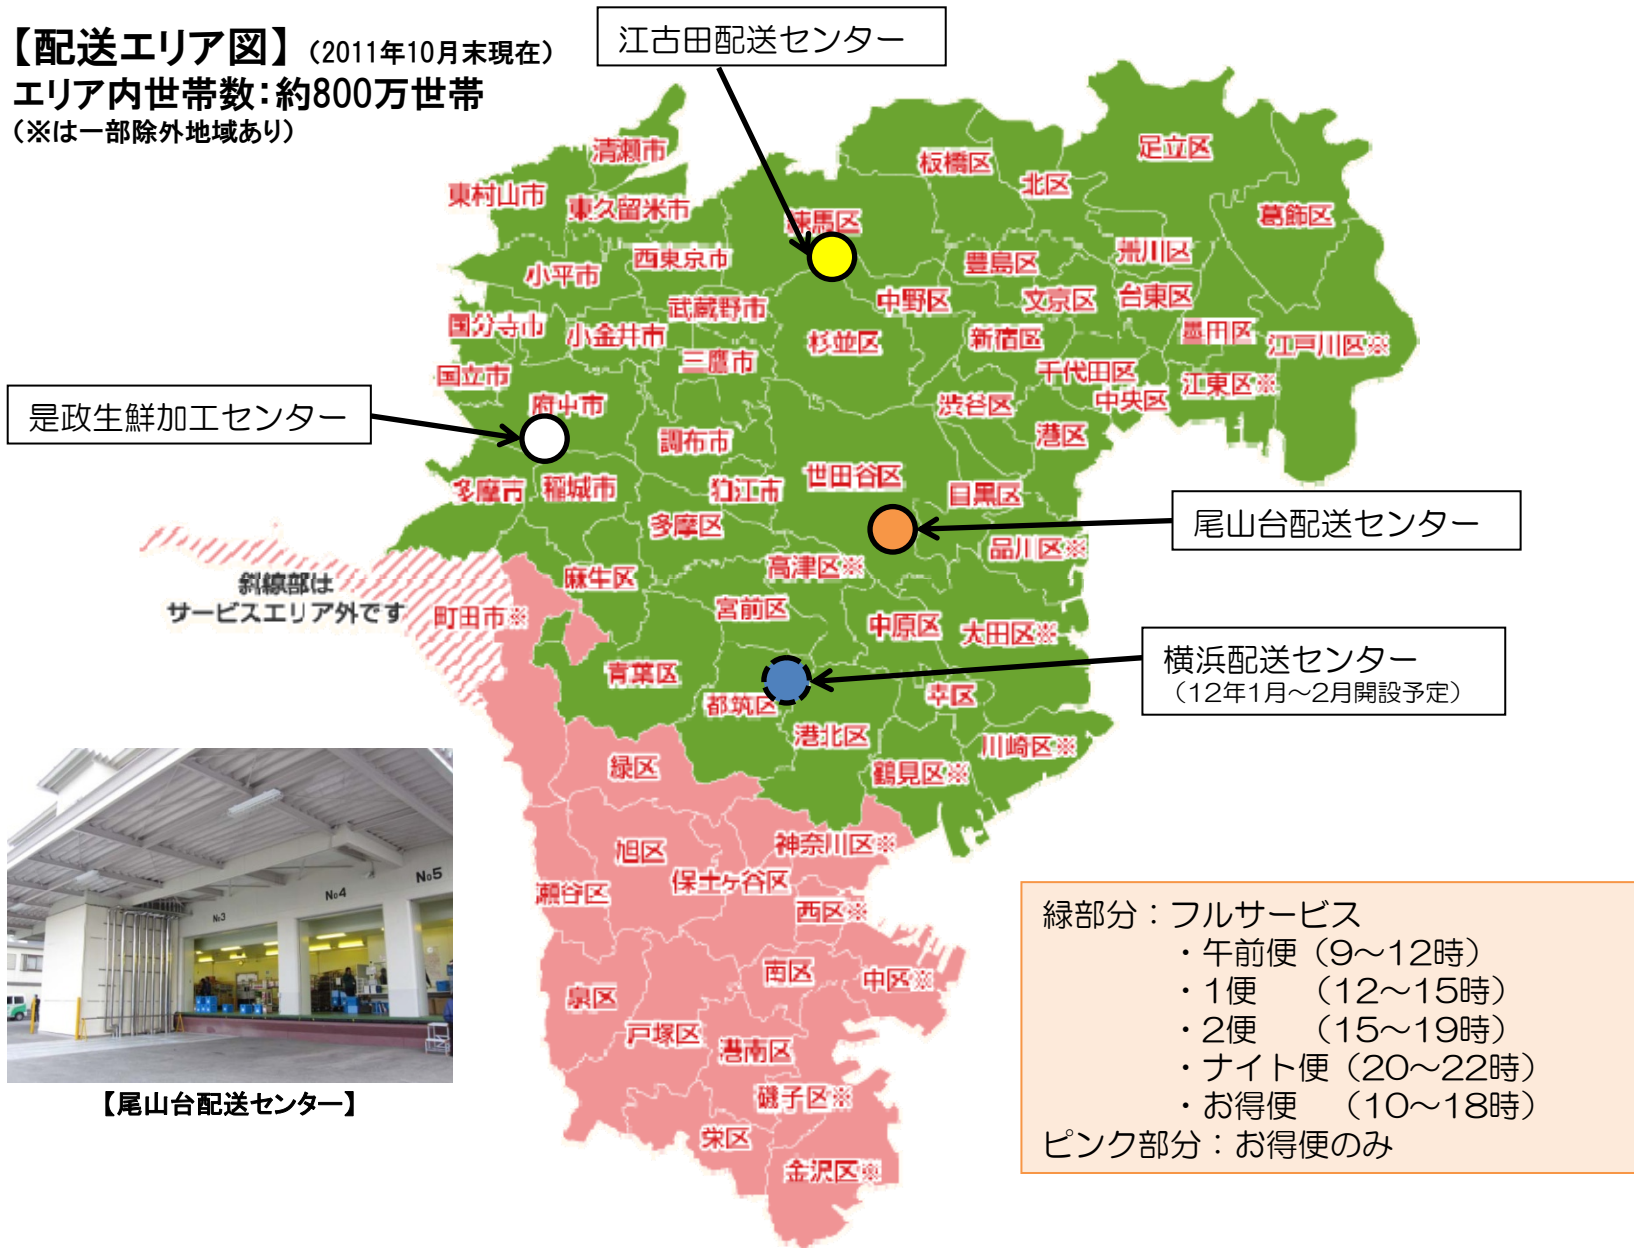 【配送エリア図】（2011年10月末現在）
エリア内世帯数：約800万世帯
（※は一部除外地域あり）
江古田配送センター
清瀬市
東村山市
東久留米市
板橋区
北区
足立区
葛飾区
練馬区
西東京市
小平市
豊島区
荒川区
武蔵野市
中野区
文京区
台東区
国分寺市
小金井市
杉並区
新宿区
墨田区
江戸川区※
三鷹市
国立市
千代田区
江東区※
府中市
渋谷区
中央区
是政生鮮加工センター
調布市
港区
多摩市
稲城市
狛江市
世田谷区
目黒区
尾山台配送センター
多摩区
品川区※
高津区※
麻生区
斜線部は
サービスエリア外です
町田市※
宮前区
中原区
大田区※
青葉区
横浜配送センター
（12年1月～2月開設予定）
都筑区
幸区
港北区
川崎区※
緑区
鶴見区※
旭区
神奈川区※
瀬谷区
保土ヶ谷区
西区※
南区
中区※
泉区
戸塚区
港南区
磯子区※
栄区
金沢区※
No3
No4
No5
【尾山台配送センター】
緑部分：フルサービス
・午前便（9～12時）
・1便　（12～15時）
・2便　（15～19時）
・ナイト便（20～22時）
・お得便　（10～18時）
ピンク部分：お得便のみ